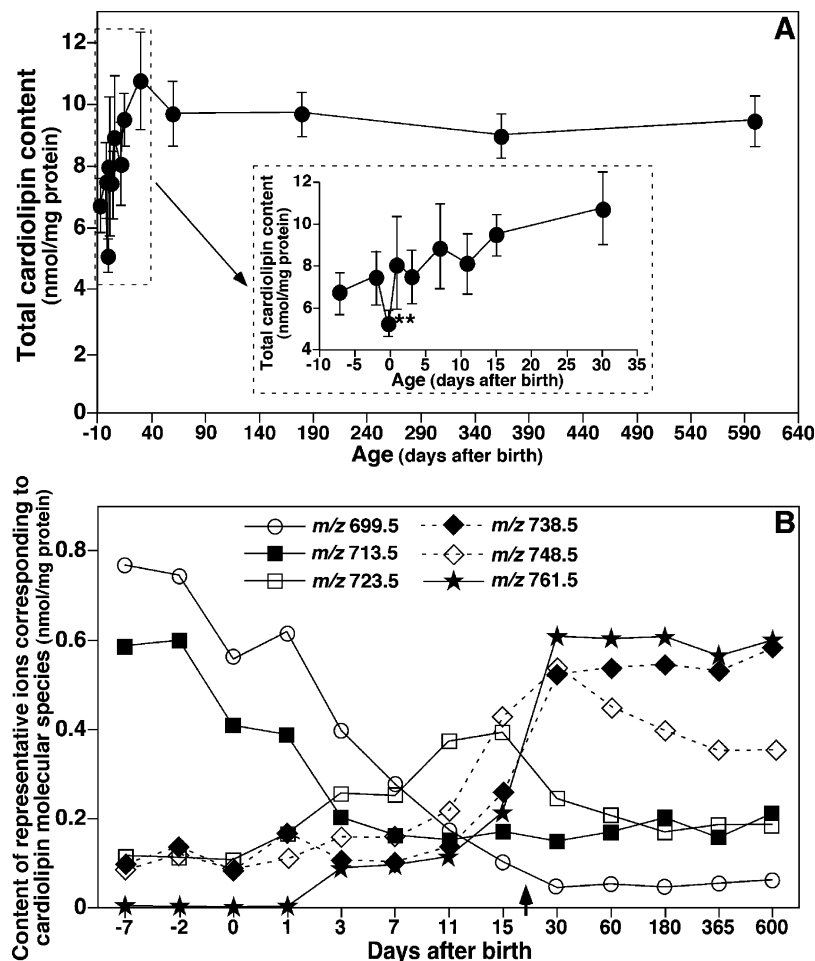 A
Total cardiolipin content
(nmol/mg protein)
12
10
8
6
4
2
0
-10 40 90 140 190 240 290 340 390 440 490 540 590 640
Age (days after birth)
Total cardiolipin content
(nmol/mg protein)
12
10
8
6
4
**
-10 -5 0 5 10 15 20 25 30 35
Age (days after birth)
B
Content of representative ions corresponding to
cardiolipin molecular species (nmol/mg protein)
m/z 699.5
m/z 713.5
m/z 723.5
m/z 738.5
m/z 748.5
m/z 761.5
0.8
0.6
0.4
0.2
0
-7 -2 0 1 3 7 11 15 30 60 180 365 600
Days after birth